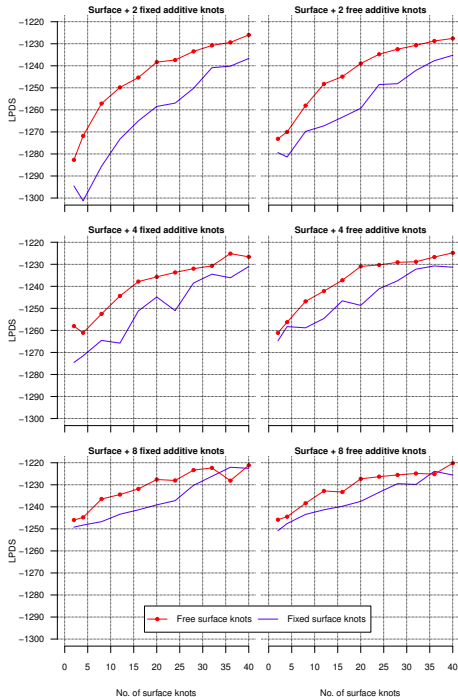 Surface + 2 fixed additive knots
Surface + 2 free additive knots
−1220
−1230
−1240
−1250
−1260
−1270
−1280
−1290
−1300
LPDS
Surface + 4 fixed additive knots
Surface + 4 free additive knots
−1220
−1230
−1240
−1250
−1260
−1270
−1280
−1290
−1300
LPDS
Surface + 8 fixed additive knots
Surface + 8 free additive knots
−1220
−1230
−1240
−1250
−1260
−1270
−1280
−1290
−1300
LPDS
Free surface knots Fixed surface knots
0 5 10 15 20 25 30 35 40 0 5 10 15 20 25 30 35 40
No. of surface knots No. of surface knots